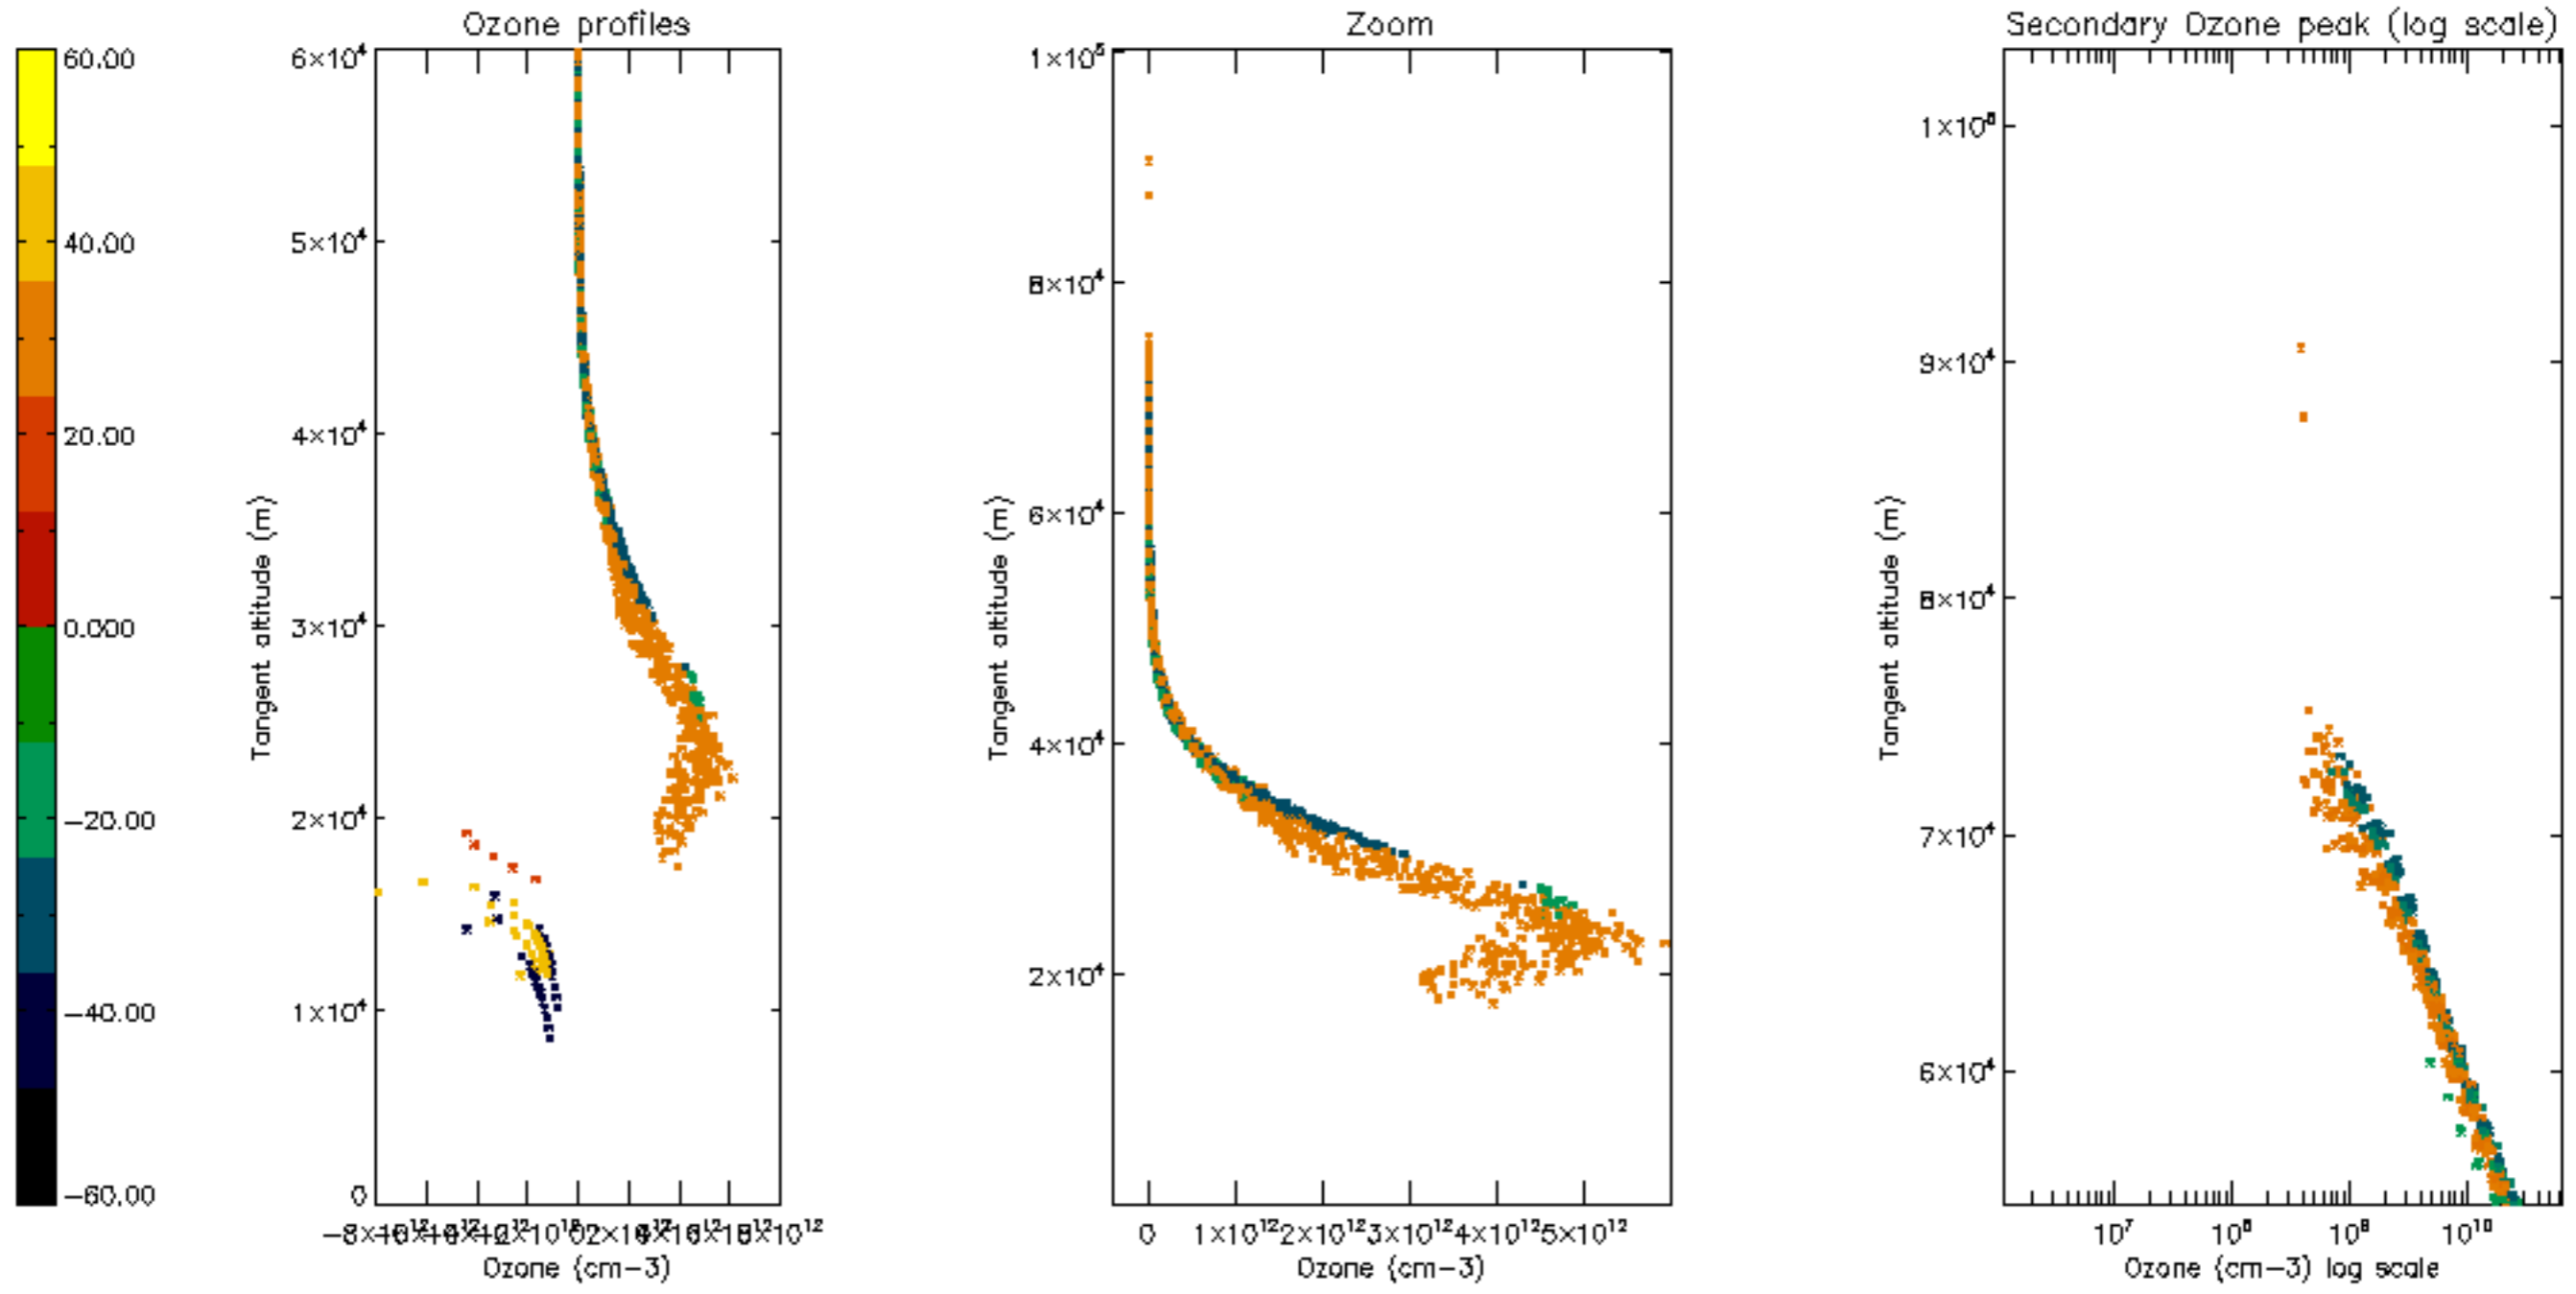 Ozone profiles
Zoom
Secondary Ozone peak (log scale)
60.00
40.00
20.00
0.000
-20.00
-40.00
-60.00
6×10⁴
5×10⁴
4×10⁴
3×10⁴
2×10⁴
1×10⁴
0
Tangent altitude (m)
Ozone (cm-3)
1×10⁵
8×10⁴
6×10⁴
4×10⁴
2×10⁴
Tangent altitude (m)
0 1×10¹² 2×10¹² 3×10¹² 4×10¹² 5×10¹²
Ozone (cm-3)
9×10⁴
8×10⁴
7×10⁴
6×10⁴
Tangent altitude (m)
10⁷ 10⁸ 10⁹ 10¹⁰
Ozone (cm-3) log scale